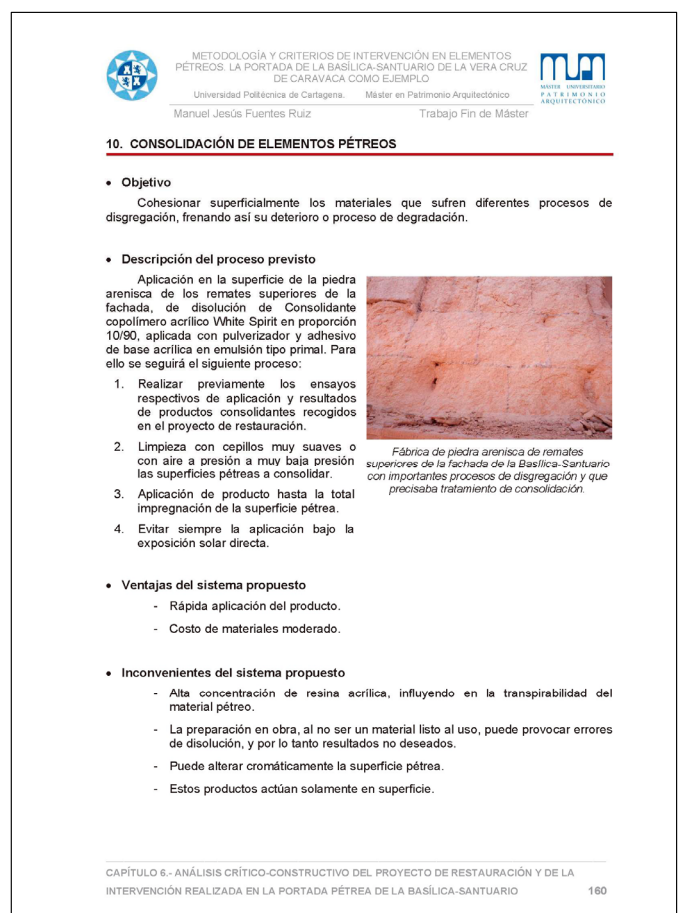 METODOLOGÍA Y CRITERIOS DE INTERVENCIÓN EN ELEMENTOS
PÉTREOS. LA PORTADA DE LA BASÍLICA-SANTUARIO DE LA VERA CRUZ
DE CARAVACA COMO EJEMPLO
Universidad Politécnica de Cartagena. Máster en Patrimonio Arquitectónico
MÁSTER UNIVERSITARIO
PATRIMONIO
ARQUITECTÓNICO
Manuel Jesús Fuentes Ruiz Trabajo Fin de Máster
10. CONSOLIDACIÓN DE ELEMENTOS PÉTREOS
• Objetivo
Cohesionar superficialmente los materiales que sufren diferentes procesos de
disgregación, frenando así su deterioro o proceso de degradación.
• Descripción del proceso previsto
Aplicación en la superficie de la piedra
arenisca de los remates superiores de la
fachada, de disolución de Consolidante
copolímero acrílico White Spirit en proporción
10/90, aplicada con pulverizador y adhesivo
de base acrílica en emulsión tipo primal. Para
ello se seguirá el siguiente proceso:
1. Realizar previamente los ensayos
respectivos de aplicación y resultados
de productos consolidantes recogidos
en el proyecto de restauración.
2. Limpieza con cepillos muy suaves o
con aire a presión a muy baja presión
las superficies pétreas a consolidar.
3. Aplicación de producto hasta la total
impregnación de la superficie pétrea.
4. Evitar siempre la aplicación bajo la
exposición solar directa.
Fábrica de piedra arenisca de remates
superiores de la fachada de la Basílica-Santuario
con importantes procesos de disgregación y que
precisaba tratamiento de consolidación.
• Ventajas del sistema propuesto
- Rápida aplicación del producto.
- Costo de materiales moderado.
• Inconvenientes del sistema propuesto
- Alta concentración de resina acrílica, influyendo en la transpirabilidad del
material pétreo.
- La preparación en obra, al no ser un material listo al uso, puede provocar errores
de disolución, y por lo tanto resultados no deseados.
- Puede alterar cromáticamente la superficie pétrea.
- Estos productos actúan solamente en superficie.
CAPÍTULO 6.- ANÁLISIS CRÍTICO-CONSTRUCTIVO DEL PROYECTO DE RESTAURACIÓN Y DE LA
INTERVENCIÓN REALIZADA EN LA PORTADA PÉTREA DE LA BASÍLICA-SANTUARIO 160